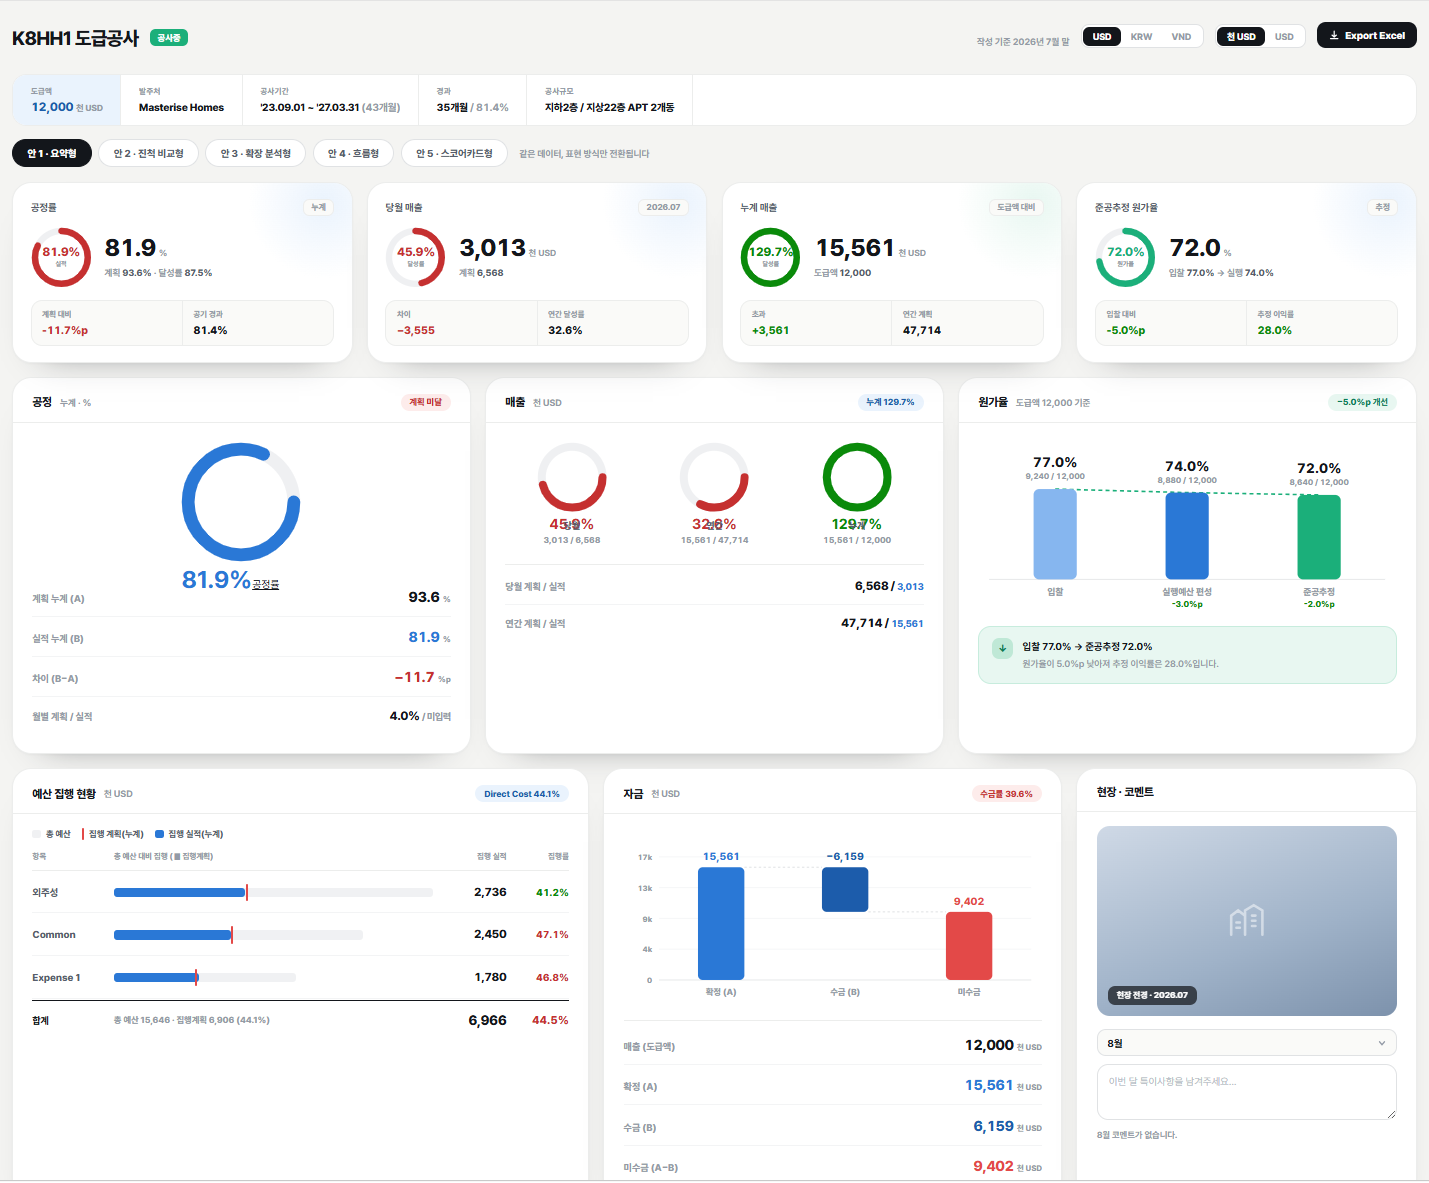 K8HH1 도급공사 공사중
작성 기준 2026년 7월 말 USD KRW VND 천 USD USD Export Excel
도급액 발주처 공사기간 경과 공사규모
12,000 천 USD Masterise Homes '23.09.01 ~ '27.03.31 (43개월) 35개월 / 81.4% 지하2층 / 지상22층 APT 2개동
안 1 · 요약형 안 2 · 진척 비교형 안 3 · 확장 분석형 안 4 · 흐름형 안 5 · 스코어카드형 같은 데이터, 표현 방식만 전환됩니다
공정률 누계
81.9% 실적
81.9 %
계획 93.6% · 달성률 87.5%
계획 대비 공기 경과
-11.7%p 81.4%
당월 매출 2026.07
45.9% 달성률
3,013 천 USD
계획 6,568
차이 연간 달성률
−3,555 32.6%
누계 매출 도급액 대비
129.7% 달성률
15,561 천 USD
도급액 12,000
초과 연간 계획
+3,561 47,714
준공추정 원가율 추정
72.0% 원가율
72.0 %
입찰 77.0% → 실행 74.0%
입찰 대비 추정 이익률
-5.0%p 28.0%
공정 누계 · % 계획 미달
81.9% 공정률
계획 누계 (A) 93.6 %
실적 누계 (B) 81.9 %
차이 (B−A) −11.7 %p
월별 계획 / 실적 4.0% / 미입력
매출 천 USD 누계 129.7%
45.9% 당월 32.6% 연간 129.7% 누계
3,013 / 6,568 15,561 / 47,714 15,561 / 12,000
당월 계획 / 실적 6,568 / 3,013
연간 계획 / 실적 47,714 / 15,561
원가율 도급액 12,000 기준 −5.0%p 개선
77.0% 74.0% 72.0%
9,240 / 12,000 8,880 / 12,000 8,640 / 12,000
입찰 실행예산 편성 준공추정
-3.0%p -2.0%p
입찰 77.0% → 준공추정 72.0%
원가율이 5.0%p 낮아져 추정 이익률은 28.0%입니다.
예산 집행 현황 천 USD Direct Cost 44.1%
총 예산 집행 계획(누계) 집행 실적(누계)
항목 총 예산 대비 집행 (■ 집행계획) 집행 실적 집행률
외주성 2,736 41.2%
Common 2,450 47.1%
Expense 1 1,780 46.8%
합계 총 예산 15,646 · 집행계획 6,906 (44.1%) 6,966 44.5%
자금 천 USD 수금률 39.6%
17k
13k
9k
4k
0
15,561 −6,159 9,402
확정 (A) 수금 (B) 미수금
매출 (도급액) 12,000 천 USD
확정 (A) 15,561 천 USD
수금 (B) 6,159 천 USD
미수금 (A−B) 9,402 천 USD
현장 · 코멘트
현장 전경 · 2026.07
8월
이번 달 특이사항을 남겨주세요...
8월 코멘트가 없습니다.